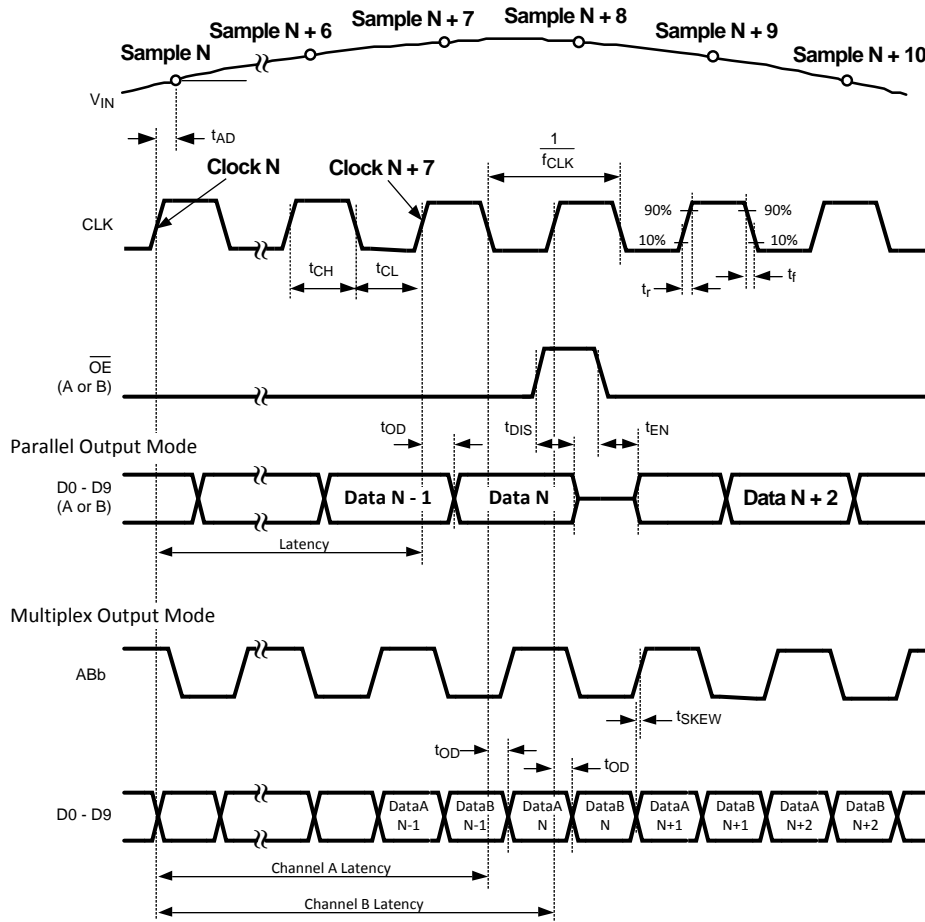 Sample N
Sample N + 6
Sample N + 7
Sample N + 8
Sample N + 9
Sample N + 10
VIN
tAD
Clock N
Clock N + 7
1
fCLK
CLK
90%
90%
10%
10%
tCH
tCL
tr
tf
OE
(A or B)
tOD
tDIS
tEN
Parallel Output Mode
D0 - D9
(A or B)
Data N - 1
Data N
Data N + 2
Latency
Multiplex Output Mode
ABb
tSKEW
tOD
tOD
D0 - D9
DataA
N-1
DataB
N-1
DataA
N
DataB
N
DataA
N+1
DataB
N+1
DataA
N+2
DataB
N+2
Channel A Latency
Channel B Latency